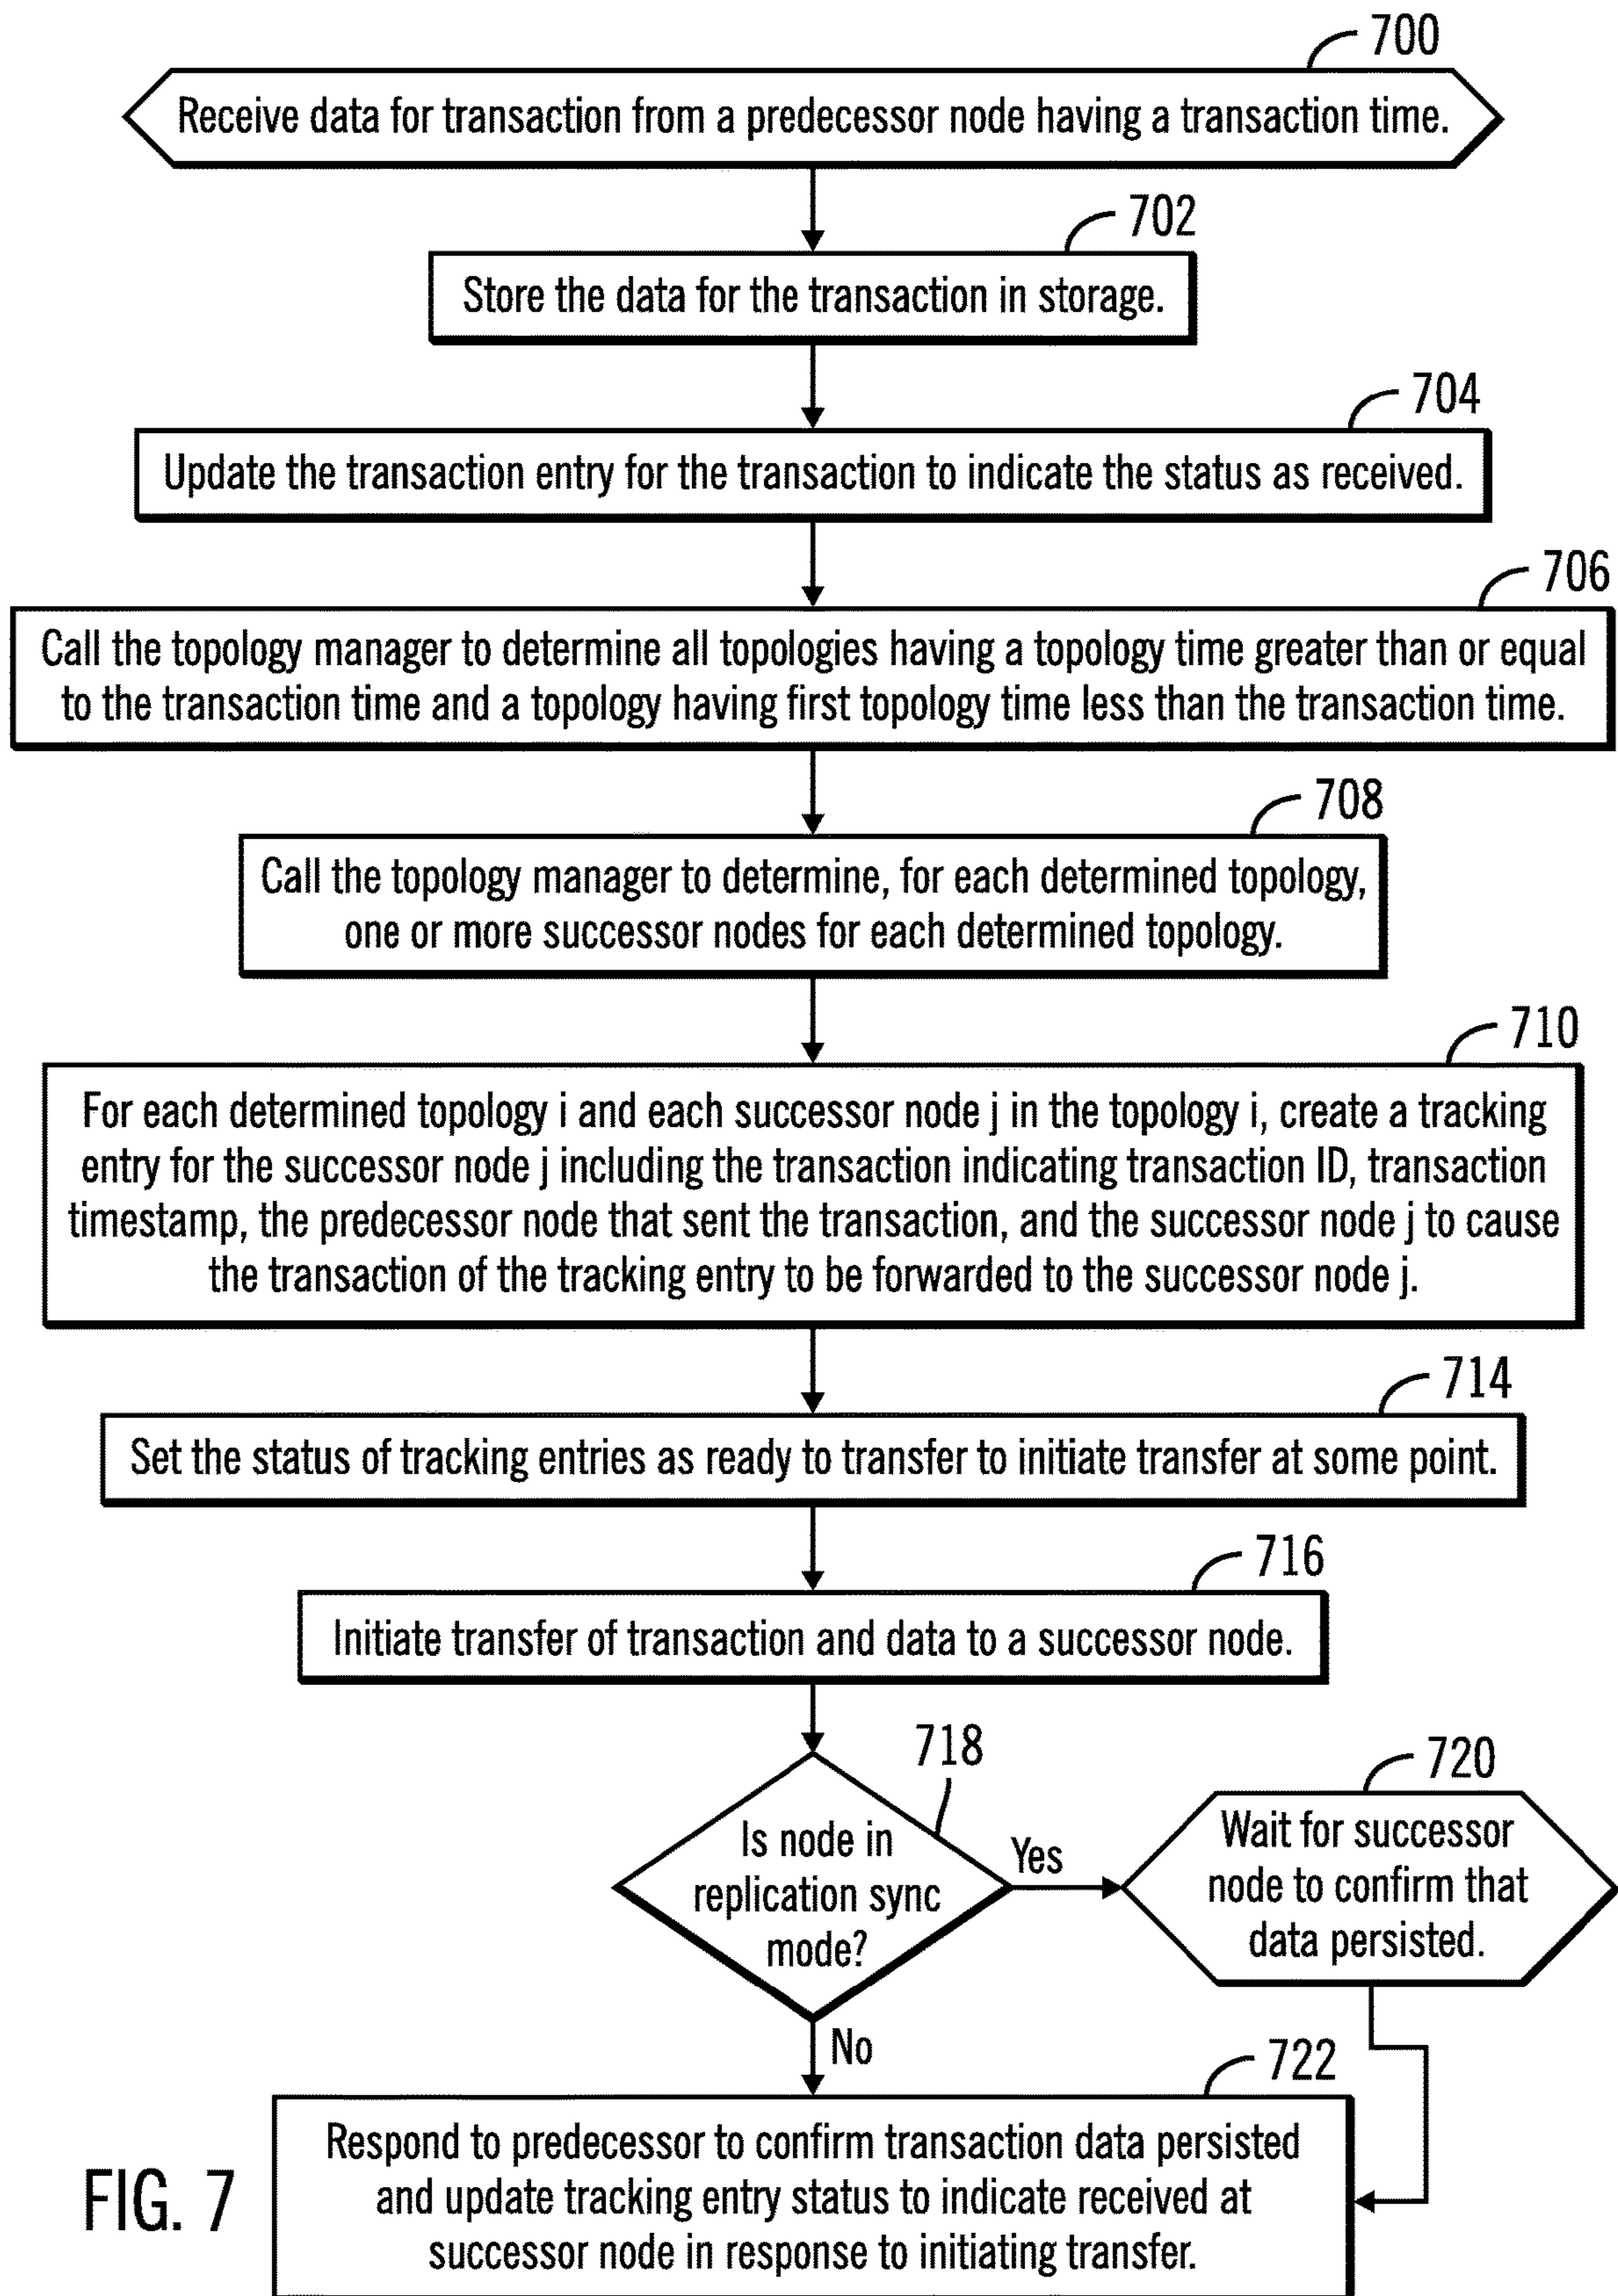 700
Receive data for transaction from a predecessor node having a transaction time.
702
Store the data for the transaction in storage.
704
Update the transaction entry for the transaction to indicate the status as received.
706
Call the topology manager to determine all topologies having a topology time greater than or equal
to the transaction time and a topology having first topology time less than the transaction time.
708
Call the topology manager to determine, for each determined topology,
one or more successor nodes for each determined topology.
710
For each determined topology i and each successor node j in the topology i, create a tracking
entry for the successor node j including the transaction indicating transaction ID, transaction
timestamp, the predecessor node that sent the transaction, and the successor node j to cause
the transaction of the tracking entry to be forwarded to the successor node j.
714
Set the status of tracking entries as ready to transfer to initiate transfer at some point.
716
Initiate transfer of transaction and data to a successor node.
718
Is node in
replication sync
mode?
Yes
720
Wait for successor
node to confirm that
data persisted.
No
722
Respond to predecessor to confirm transaction data persisted
and update tracking entry status to indicate received at
successor node in response to initiating transfer.
FIG. 7